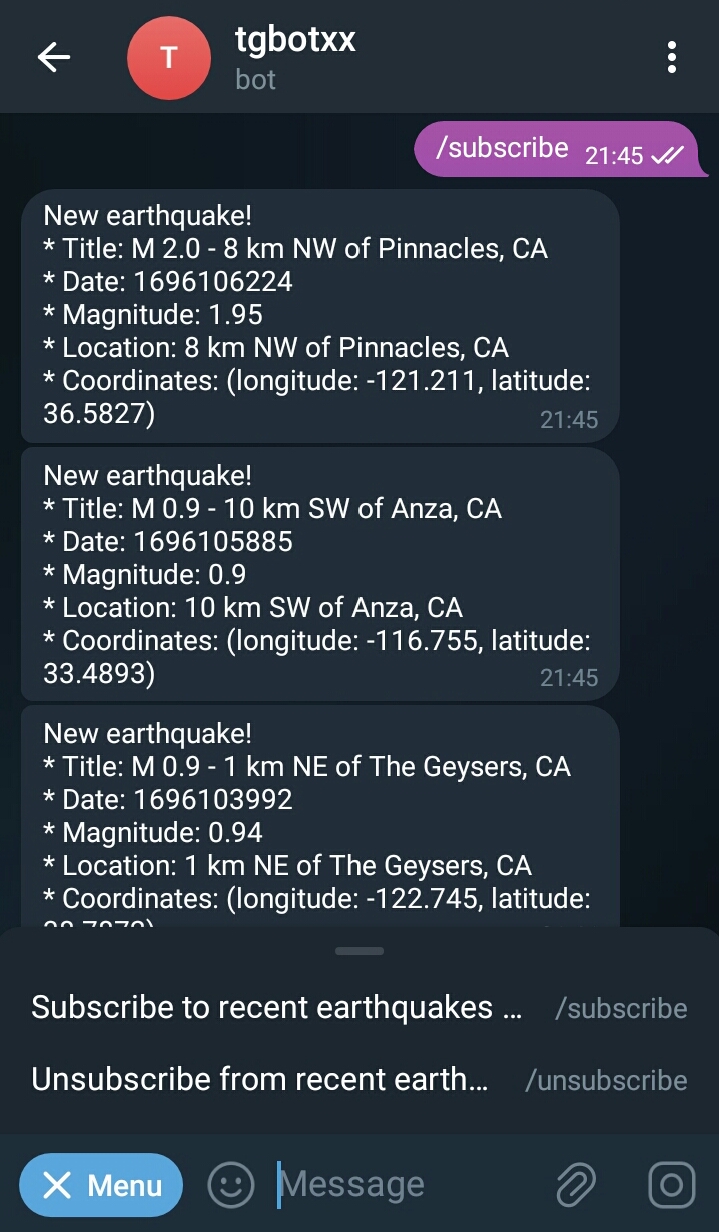 T
tgbotxx
bot
/subscribe 21:45
New earthquake!
* Title: M 2.0 - 8 km NW of Pinnacles, CA
* Date: 1696106224
* Magnitude: 1.95
* Location: 8 km NW of Pinnacles, CA
* Coordinates: (longitude: -121.211, latitude:
36.5827)
21:45
New earthquake!
* Title: M 0.9 - 10 km SW of Anza, CA
* Date: 1696105885
* Magnitude: 0.9
* Location: 10 km SW of Anza, CA
* Coordinates: (longitude: -116.755, latitude:
33.4893)
21:45
New earthquake!
* Title: M 0.9 - 1 km NE of The Geysers, CA
* Date: 1696103992
* Magnitude: 0.94
* Location: 1 km NE of The Geysers, CA
* Coordinates: (longitude: -122.745, latitude:
Subscribe to recent earthquakes ... /subscribe
Unsubscribe from recent earth... /unsubscribe
Menu
Message